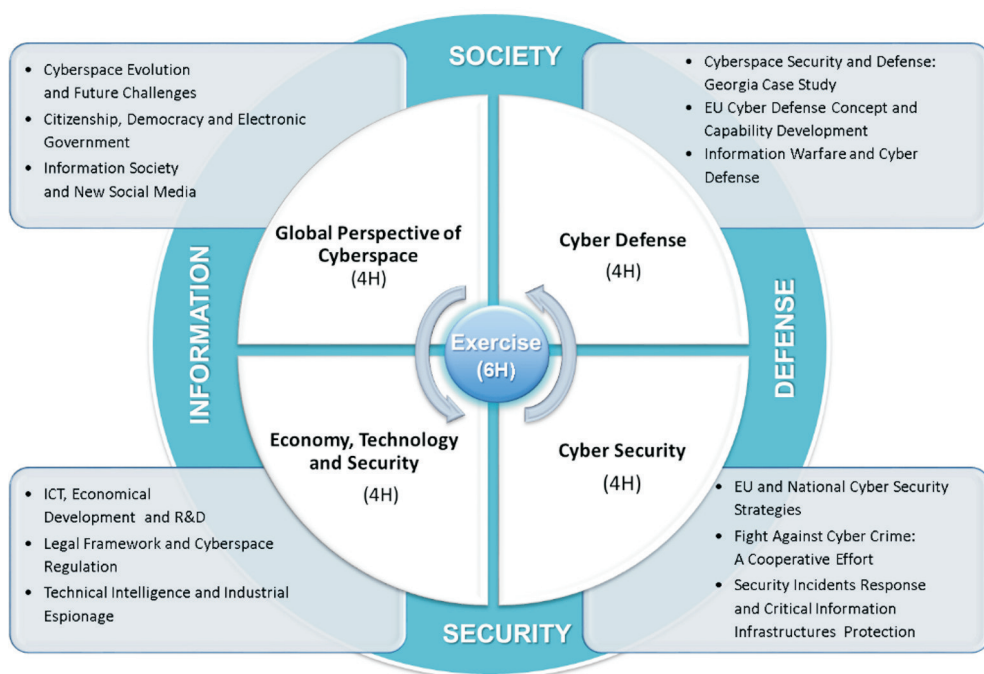 SOCIETY
• Cyberspace Evolution
and Future Challenges
• Citizenship, Democracy and Electronic
Government
• Information Society
and New Social Media
• Cyberspace Security and Defense:
Georgia Case Study
• EU Cyber Defense Concept and
Capability Development
• Information Warfare and Cyber
Defense
Global Perspective of
Cyberspace
(4H)
Cyber Defense
(4H)
INFORMATION
Exercise
(6H)
DEFENSE
Economy, Technology
and Security
(4H)
Cyber Security
(4H)
• ICT, Economical
Development and R&D
• Legal Framework and Cyberspace
Regulation
• Technical Intelligence and Industrial
Espionage
• EU and National Cyber Security
Strategies
• Fight Against Cyber Crime:
A Cooperative Effort
• Security Incidents Response
and Critical Information
Infrastructures Protection
SECURITY